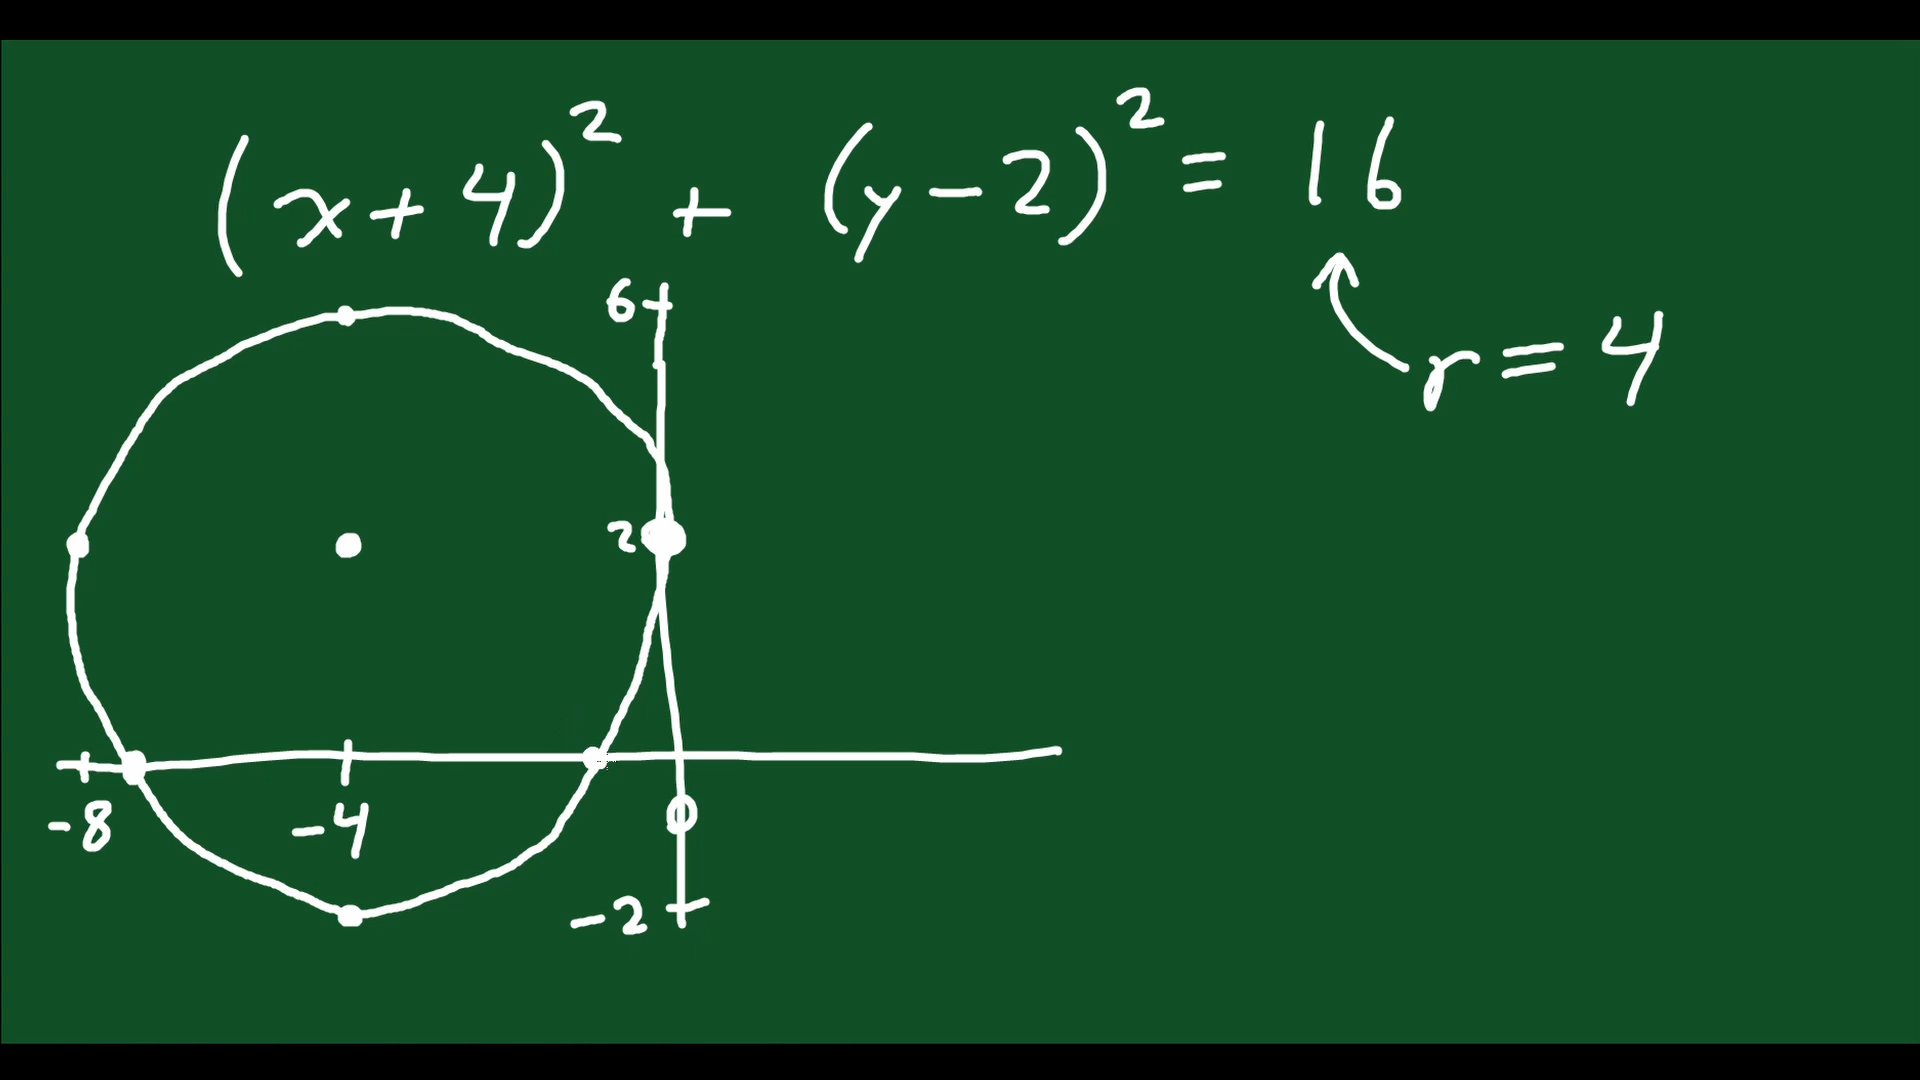 (x+4)² + (y-2)² = 16
r = 4
6
2
-8 -4 0
-2